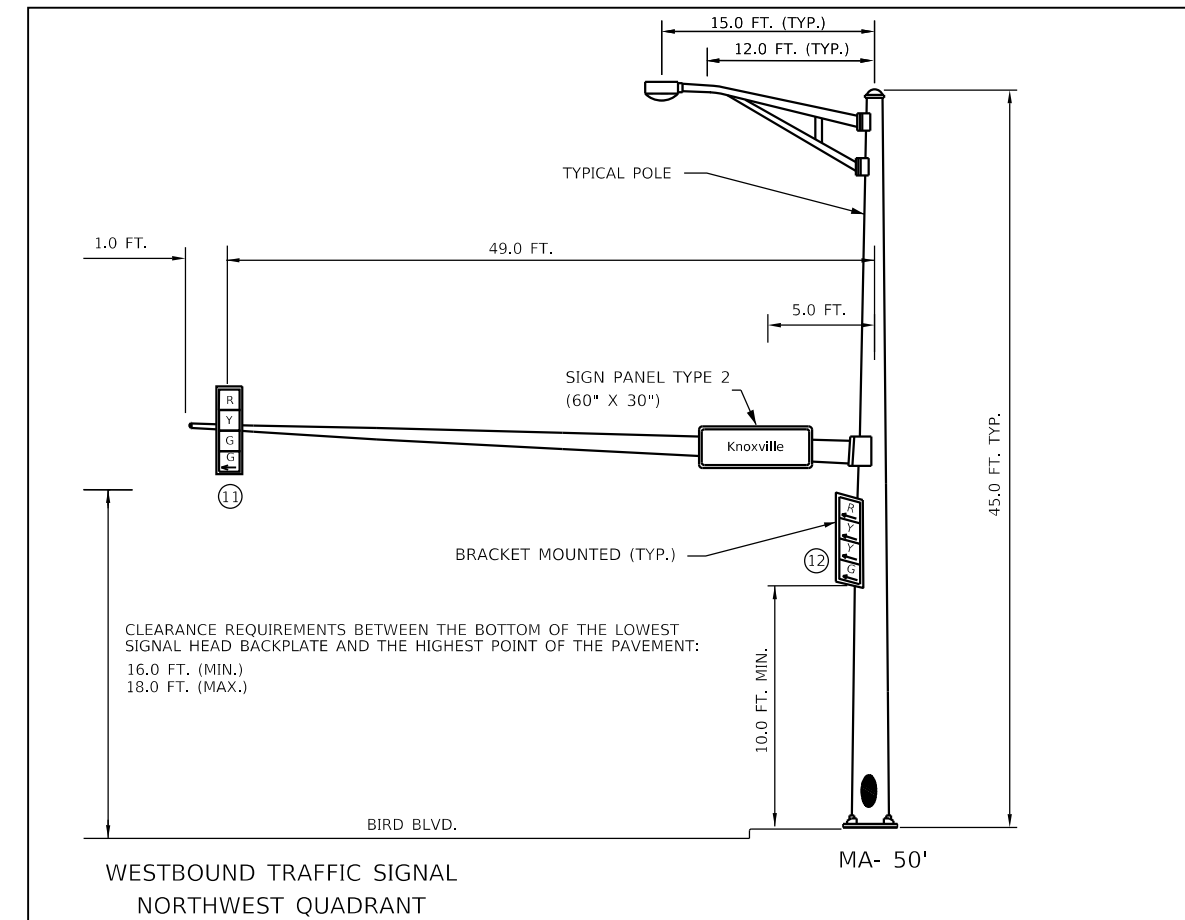 15.0 FT. (TYP.)
12.0 FT. (TYP.)
TYPICAL POLE
1.0 FT.
49.0 FT.
5.0 FT.
SIGN PANEL TYPE 2
(60" X 30")
R
Y
G
G
Knoxville
11
45.0 FT. TYP.
R
Y
Y
G
BRACKET MOUNTED (TYP.)
12
CLEARANCE REQUIREMENTS BETWEEN THE BOTTOM OF THE LOWEST
SIGNAL HEAD BACKPLATE AND THE HIGHEST POINT OF THE PAVEMENT:
16.0 FT. (MIN.)
18.0 FT. (MAX.)
10.0 FT. MIN.
BIRD BLVD.
MA- 50'
WESTBOUND TRAFFIC SIGNAL
NORTHWEST QUADRANT